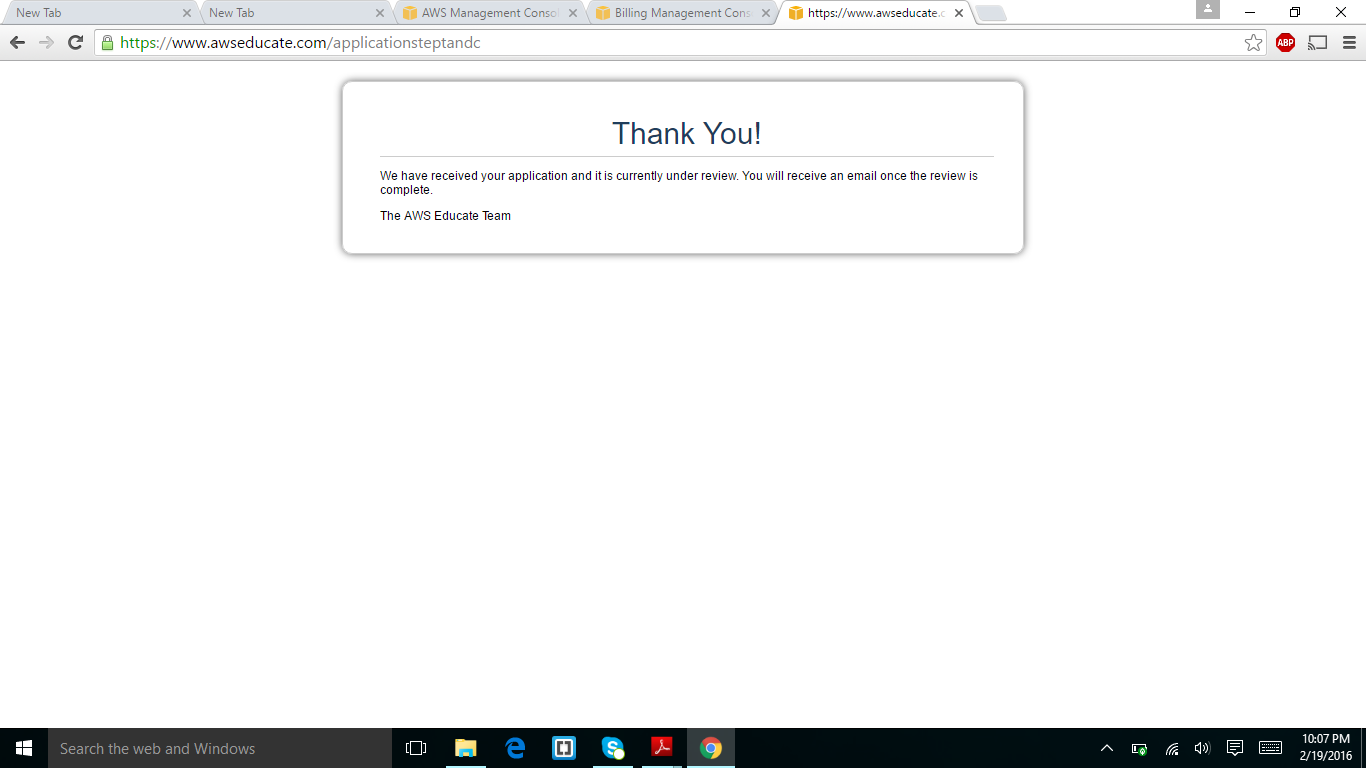 New Tab
New Tab
AWS Management Consol
Billing Management Cons
https://www.awseducate.c
https://www.awseducate.com/applicationsteptandc
ABP
Thank You!
We have received your application and it is currently under review. You will receive an email once the review is
complete.
The AWS Educate Team
Search the web and Windows
10:07 PM
2/19/2016